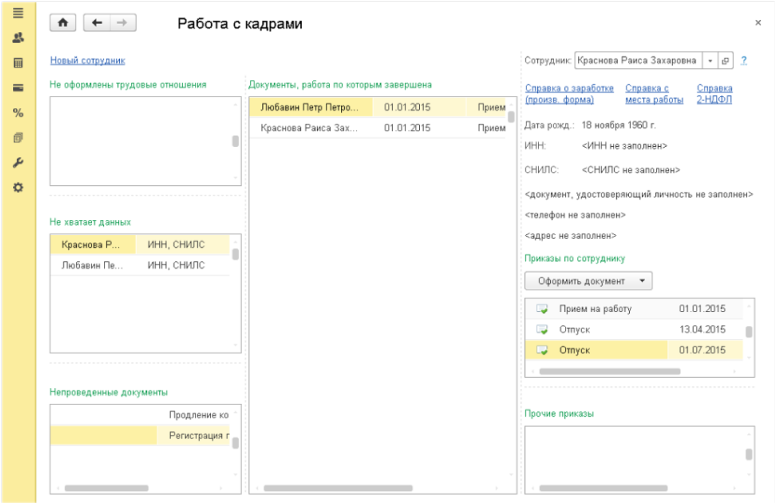 Работа с кадрами
Новый сотрудник
Не оформлены трудовые отношения
Не хватает данных
Краснова Р... ИНН, СНИЛС
Любавин Пе... ИНН, СНИЛС
Непроведенные документы
Продление ко
Регистрация г
Документы, работа по которым завершена
Любавин Петр Петро... 01.01.2015 Прием
Краснова Раиса Зах... 01.01.2015 Прием
Сотрудник: Краснова Раиса Захаровна ?
Справка о заработке (произв. форма)
Справка с места работы
Справка 2-НДФЛ
Дата рожд.: 18 ноября 1960 г.
ИНН: <ИНН не заполнен>
СНИЛС: <СНИЛС не заполнен>
<документ, удостоверяющий личность не заполнен>
<телефон не заполнен>
<адрес не заполнен>
Приказы по сотруднику
Оформить документ
Прием на работу 01.01.2015
Отпуск 13.04.2015
Отпуск 01.07.2015
Прочие приказы